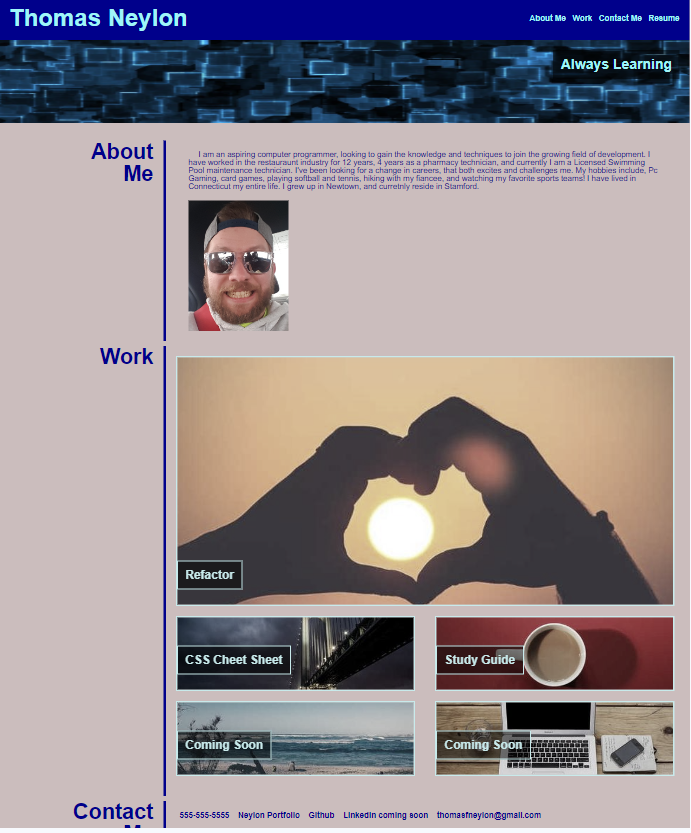 Thomas Neylon
About Me Work Contact Me Resume
Always Learning
About
Me
I am an aspiring computer programmer, looking to gain the knowledge and techniques to join the growing field of development. I
have worked in the restauraunt industry for 12 years, 4 years as a pharmacy technician, and currently I am a Licensed Swimming
Pool maintenance technician. I've been looking for a change in careers, that both excites and challenges me. My hobbies include, Pc
Gaming, card games, playing softball and tennis, hiking with my fiancee, and watching my favorite sports teams! I have lived in
Connecticut my entire life. I grew up in Newtown, and curretnly reside in Stamford.
Work
Refactor
CSS Cheet Sheet
Study Guide
Coming Soon
Coming Soon
Contact
555-555-5555 Neylon Portfolio Github Linkedin coming soon thomasfneylon@gmail.com